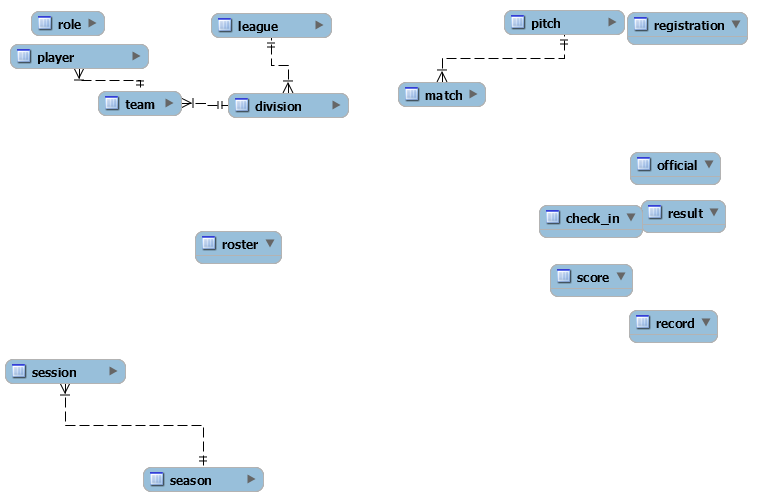 role
league
pitch
registration
player
team
division
match
official
check_in
result
roster
score
record
session
season